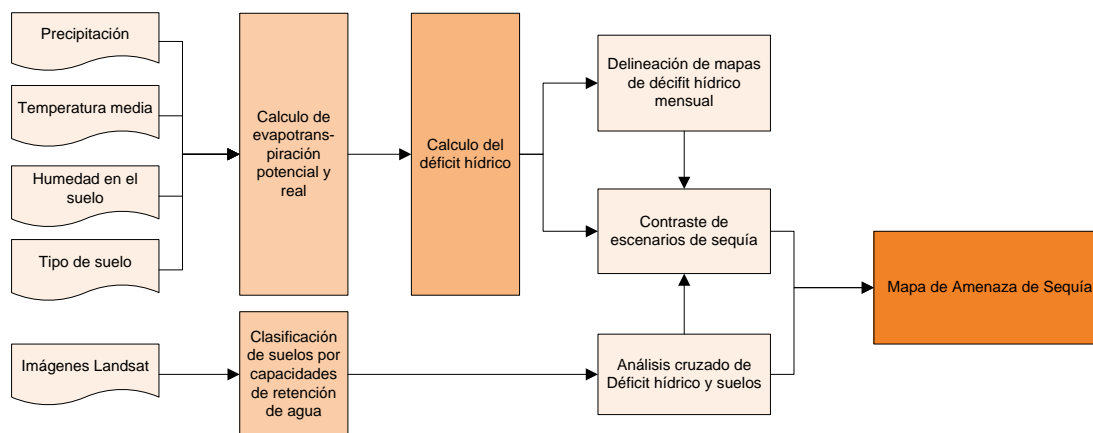 Precipitación
Temperatura media
Humedad en el
suelo
Tipo de suelo
Imágenes Landsat
Calculo de
evapotrans-
piración
potencial y
real
Clasificación
de suelos por
capacidades
de retención
de agua
Calculo del
déficit hídrico
Delineación de mapas
de décifit hídrico
mensual
Contraste de
escenarios de sequía
Análisis cruzado de
Déficit hídrico y suelos
Mapa de Amenaza de Sequía